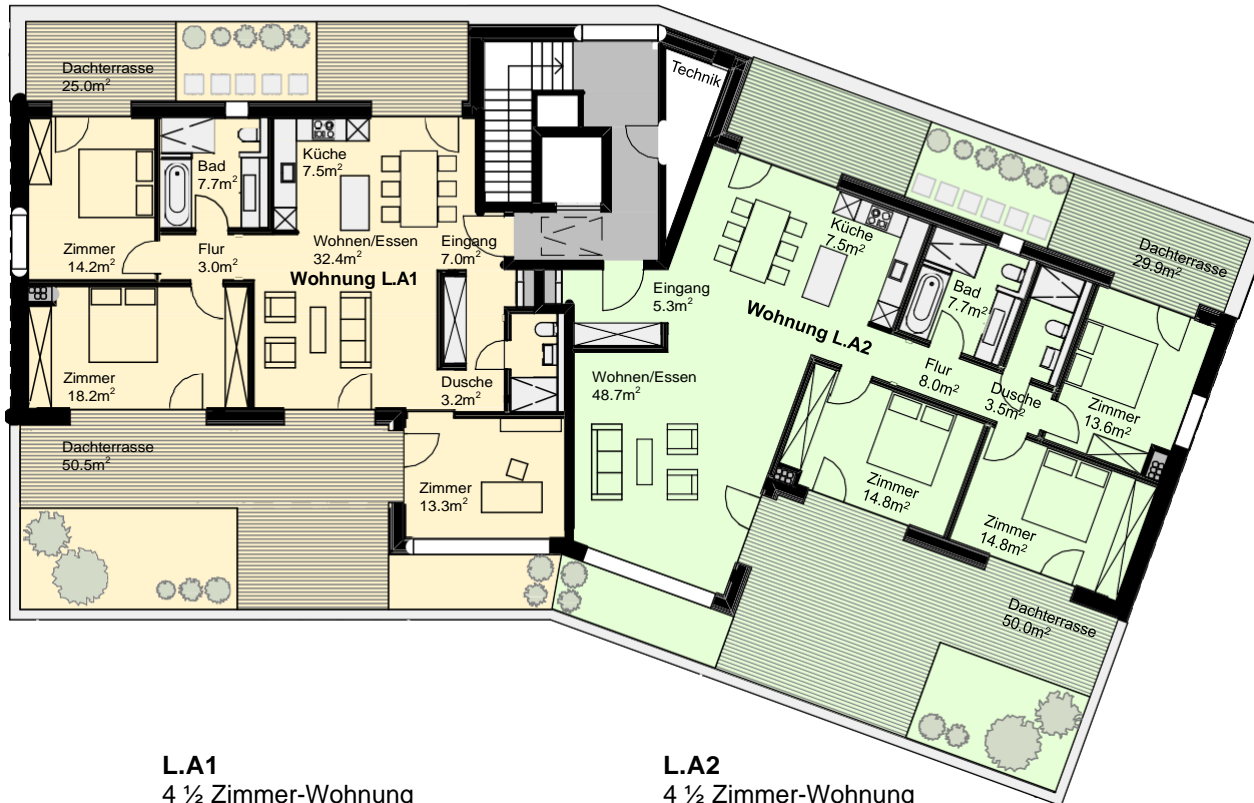 Dachterrasse
25.0m²
Technik
Bad
7.7m²
Küche
7.5m²
Zimmer
14.2m²
Flur
3.0m²
Wohnen/Essen
32.4m²
Eingang
7.0m²
Wohnung L.A1
Zimmer
18.2m²
Dusche
3.2m²
Dachterrasse
50.5m²
Zimmer
13.3m²
Eingang
5.3m²
Wohnung L.A2
Küche
7.5m²
Bad
7.7m²
Dachterrasse
29.9m²
Wohnen/Essen
48.7m²
Flur
8.0m²
Dusche
3.5m²
Zimmer
13.6m²
Zimmer
14.8m²
Zimmer
14.8m²
Dachterrasse
50.0m²
L.A1
4 ½ Zimmer-Wohnung
L.A2
4 ½ Zimmer-Wohnung